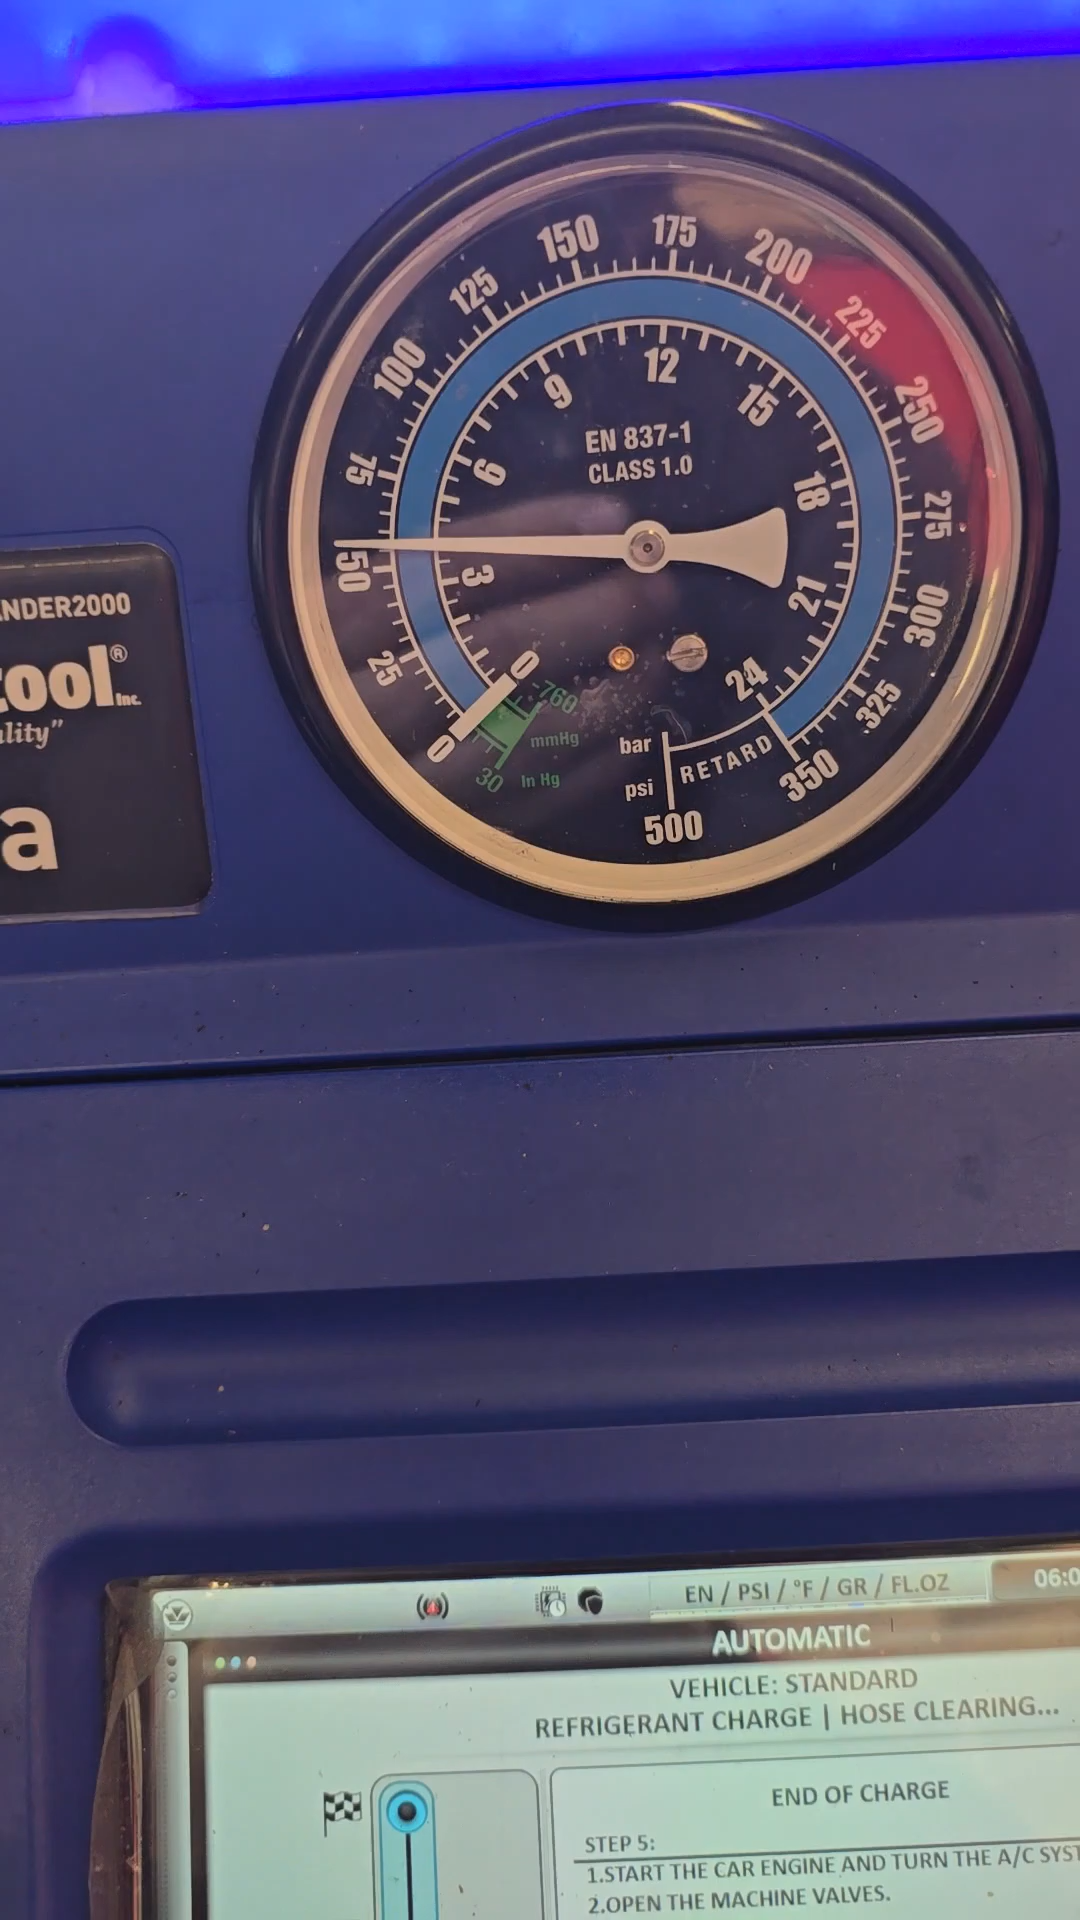 0
25
50
75
100
125
150
175
200
225
250
275
300
325
350
500
0
3
6
9
12
15
18
21
24
EN 837-1
CLASS 1.0
-760
mmHg
30 In Hg
bar
psi
RETARD
NDER2000
tool®
Inc.
lity"
a
EN / PSI / °F / GR / FL.OZ 06:0
AUTOMATIC
VEHICLE: STANDARD
REFRIGERANT CHARGE | HOSE CLEARING...
END OF CHARGE
STEP 5:
1.START THE CAR ENGINE AND TURN THE A/C SYST
2.OPEN THE MACHINE VALVES.